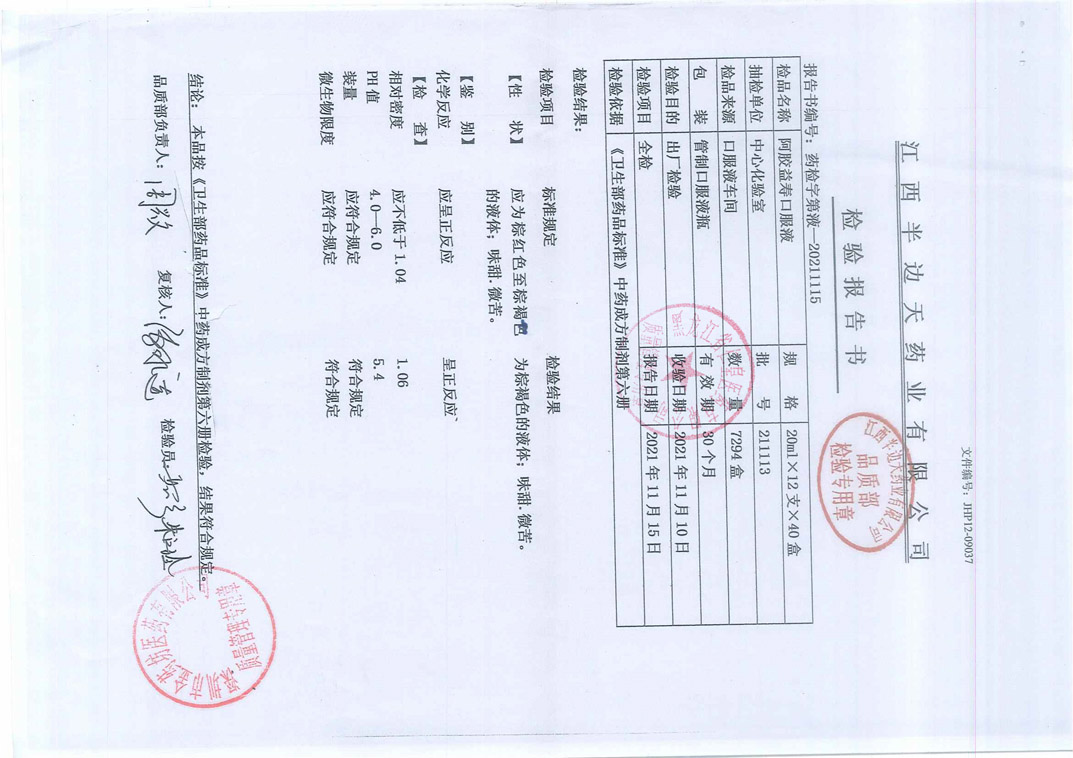 文件编号：JHP12-09037
江西半边天药业有限公司
检验报告书
江西半边天药业有限公司
品质部
检验专用章
报告书编号：药检字第液—20211115
检品名称 阿胶益寿口服液 规格 20ml×12支×40盒
抽检单位 中心化验室 批号 211113
检品来源 口服液车间 数量 7294盒
包装 管制口服液瓶 有效期 30个月
检验目的 出厂检验 收验日期 2021年11月10日
检验项目 全检 报告日期 2021年11月15日
检验依据 《卫生部药品标准》中药成方制剂第六册
检验结果：
检验项目 标准规定 检验结果
【性状】 应为棕红色至棕褐色 为棕褐色的液体；味甜.微苦。
的液体；味甜.微苦。
【鉴别】
化学反应 应呈正反应 呈正反应
【检查】
相对密度 应不低于1.04 1.06
PH值 4.0—6.0 5.4
装量 应符合规定 符合规定
微生物限度 应符合规定 符合规定
结论：本品按《卫生部药品标准》中药成方制剂第六册检验，结果符合规定。
品质部负责人： 复核人： 检验员：